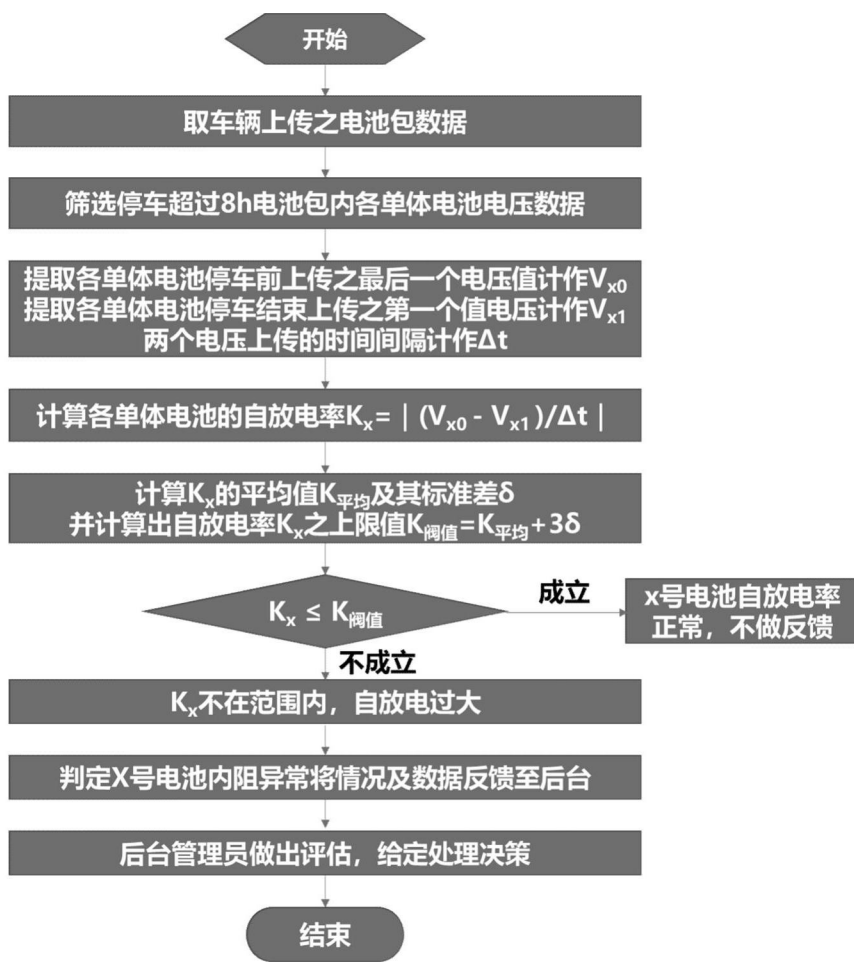 开始
取车辆上传之电池包数据
筛选停车超过8h电池包内各单体电池电压数据
提取各单体电池停车前上传之最后一个电压值计作Vx0
提取各单体电池停车结束上传之第一个值电压计作Vx1
两个电压上传的时间间隔计作Δt
计算各单体电池的自放电率Kx=｜(Vx0 - Vx1)/Δt｜
计算Kx的平均值K平均及其标准差δ
并计算出自放电率Kx之上限值K阀值=K平均+3δ
Kx ≤ K阀值
成立
x号电池自放电率
正常，不做反馈
不成立
Kx不在范围内，自放电过大
判定X号电池内阻异常将情况及数据反馈至后台
后台管理员做出评估，给定处理决策
结束